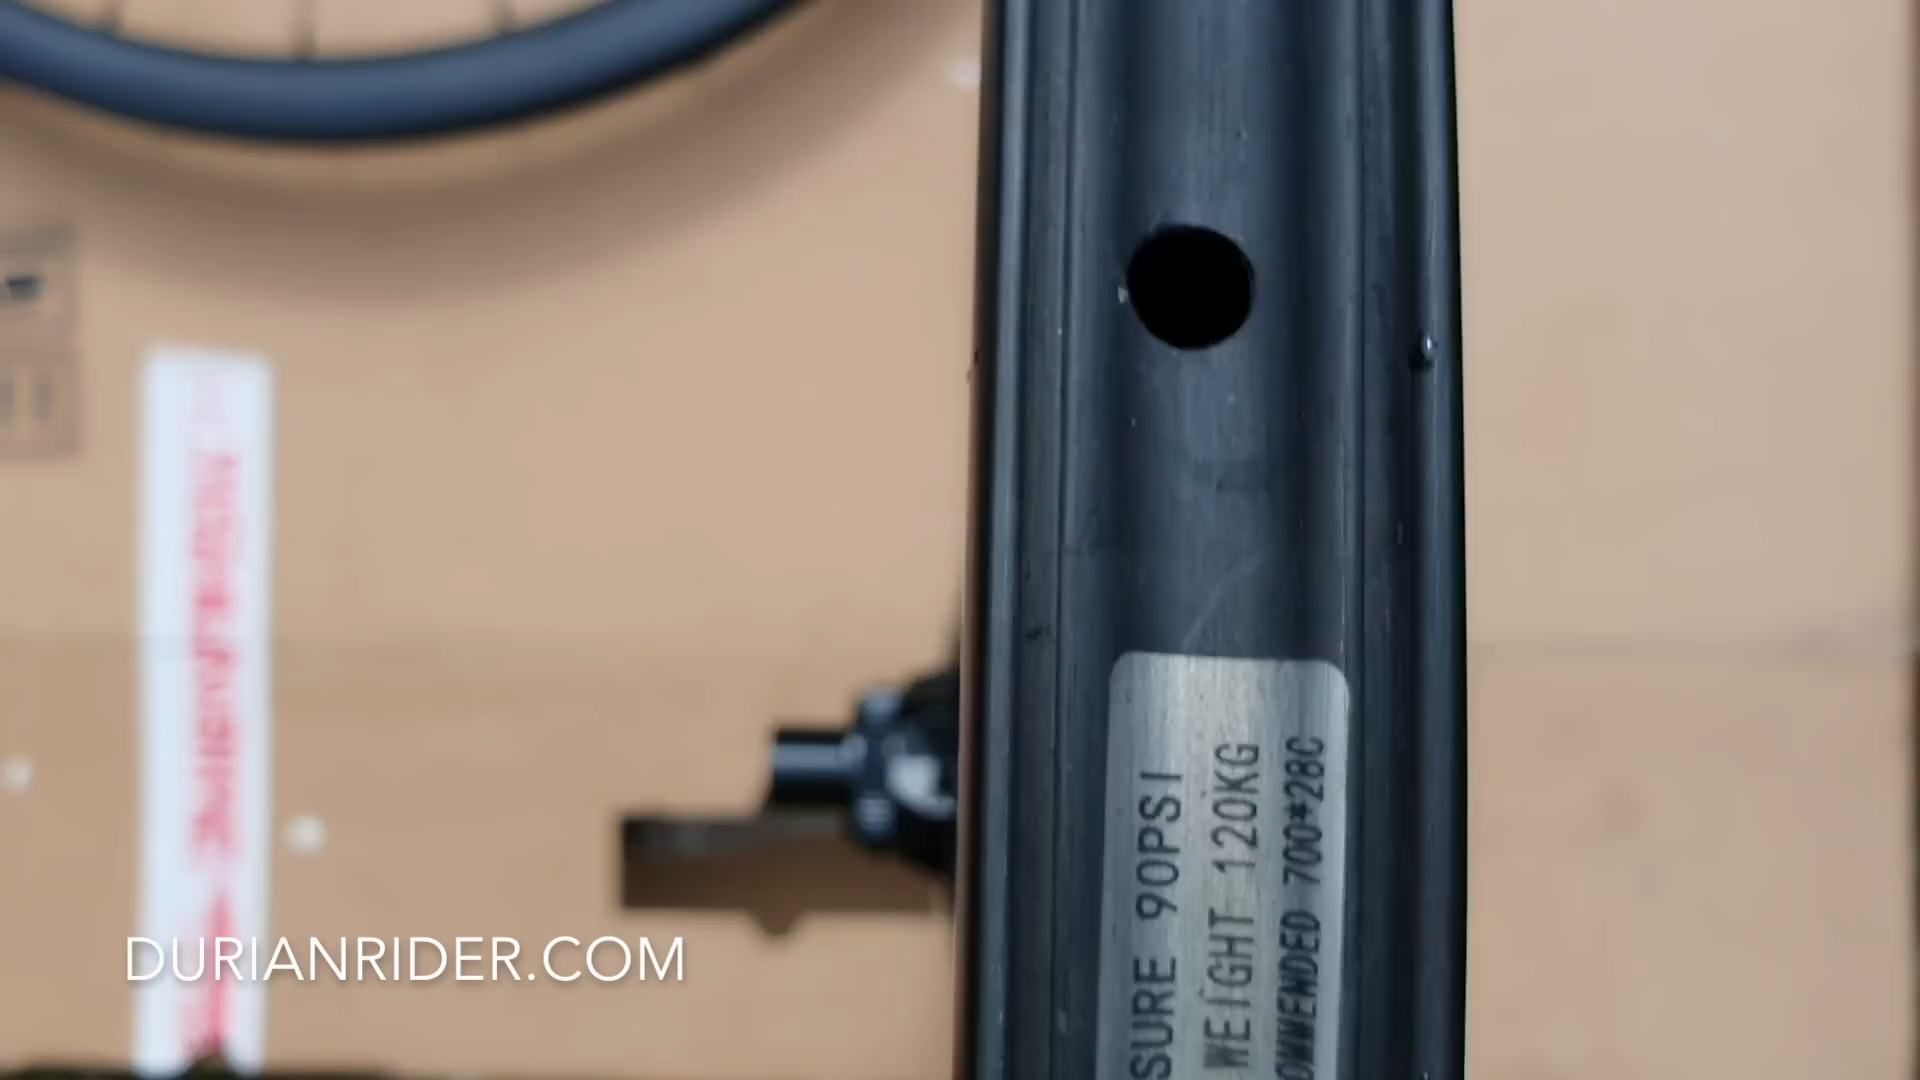 SURE 90PSI
WEIGHT 120KG
OMMENDED 700*28C
DURIANRIDER.COM